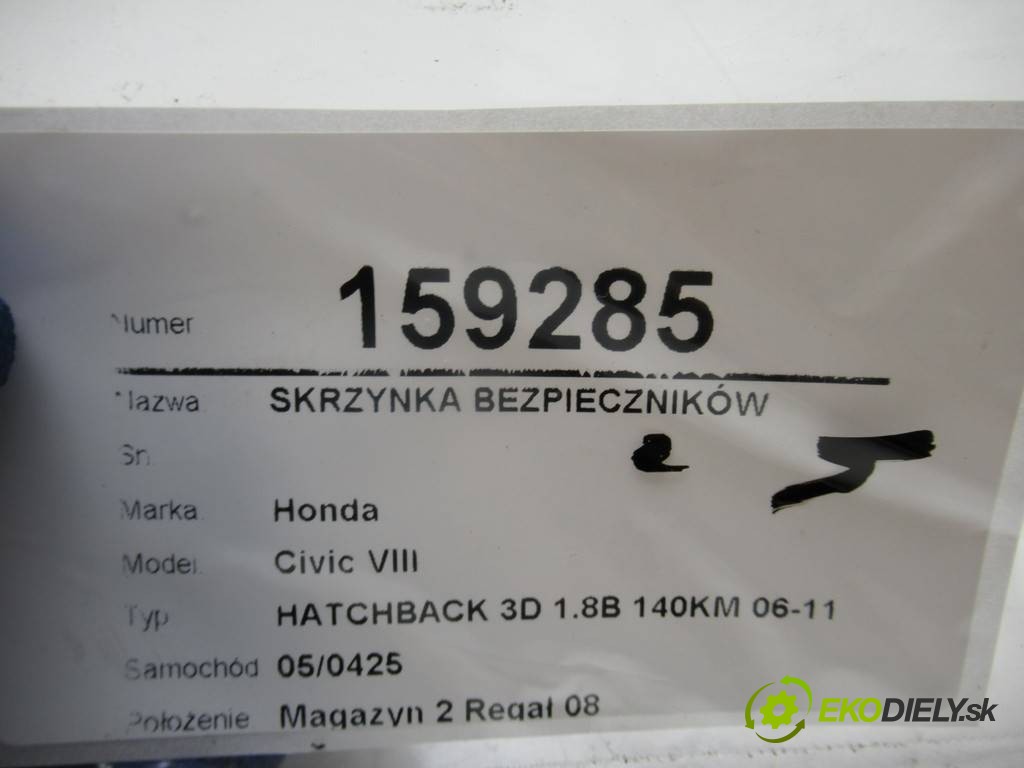 Numer 159285
Nazwa SKRZYNKA BEZPIECZNIKÓW
Sn
Marka Honda
Model Civic VIII
Typ HATCHBACK 3D 1.8B 140KM 06-11
Samochód 05/0425
Położenie Magazyn 2 Regał 08
EKODIELY.sk